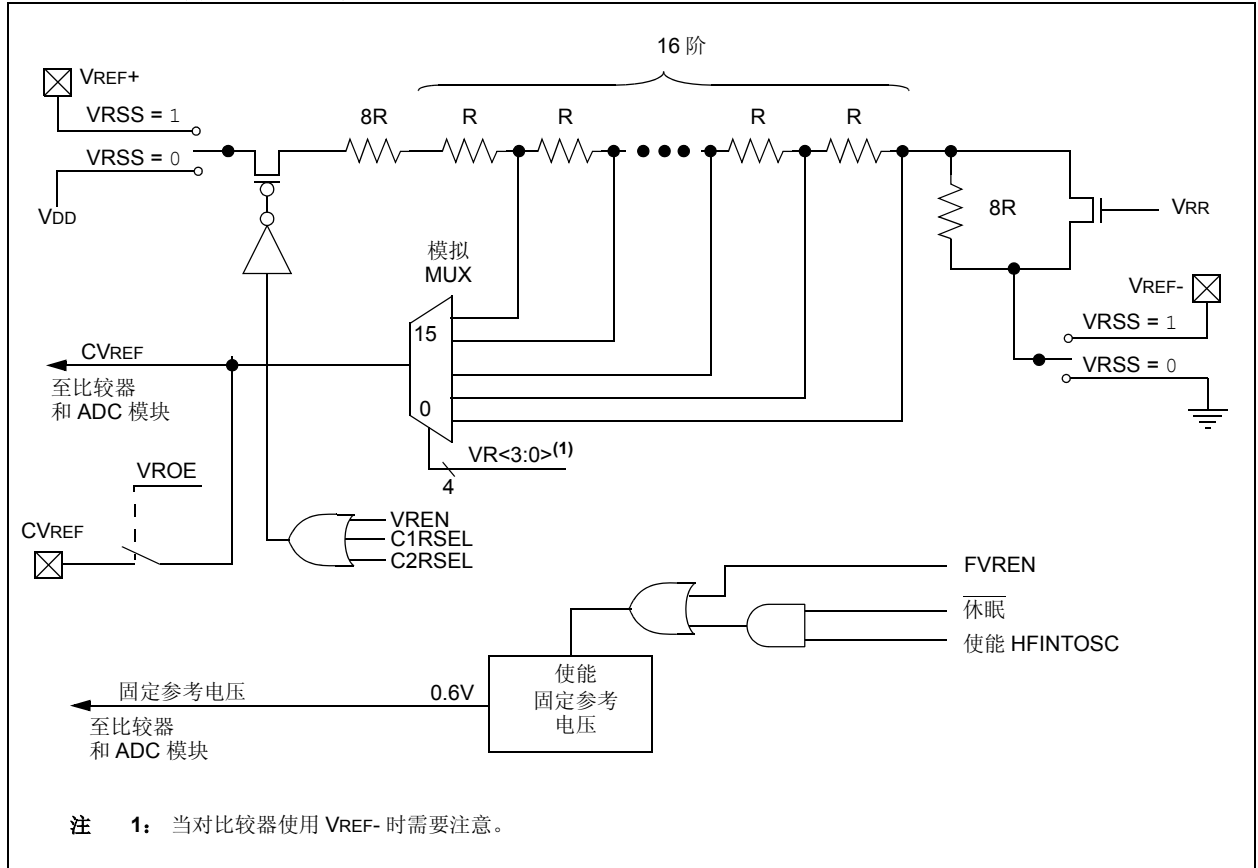 16 阶
VREF+
VRSS = 1
8R
R
R
R
R
VRSS = 0
VDD
8R
VRR
模拟
MUX
VREF-
15
VRSS = 1
CVREF
VRSS = 0
至比较器
和 ADC 模块
0
VR<3:0>(1)
4
VROE
CVREF
VREN
C1RSEL
C2RSEL
FVREN
休眠
使能 HFINTOSC
使能
固定参考
电压
固定参考电压
0.6V
至比较器
和 ADC 模块
注 1： 当对比较器使用 VREF- 时需要注意。